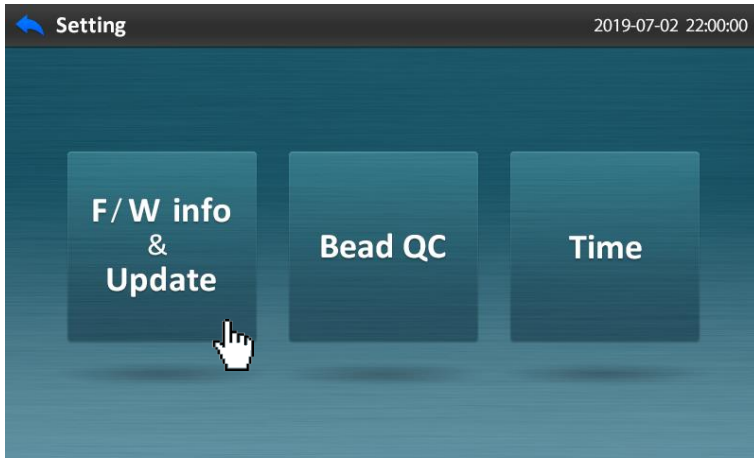 Setting
2019-07-02 22:00:00
F/W info
&
Update
Bead QC
Time